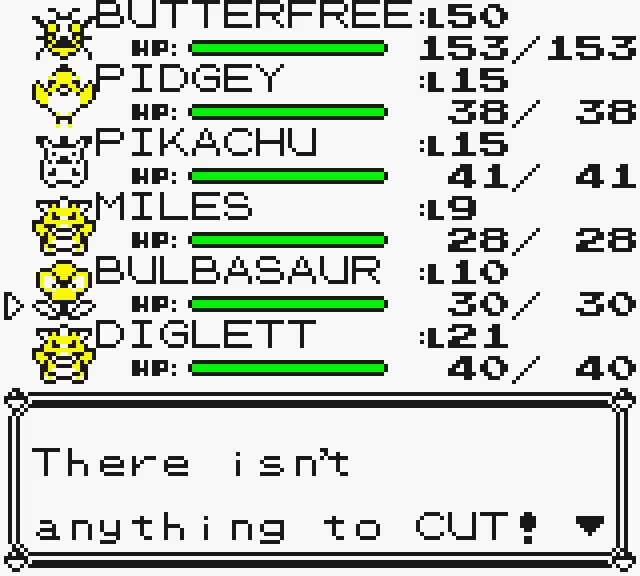 BUTTERFREE :L50
HP: 153/153
PIDGEY :L15
HP: 38/ 38
PIKACHU :L15
HP: 41/ 41
MILES :L9
HP: 28/ 28
BULBASAUR :L10
HP: 30/ 30
DIGLETT :L21
HP: 40/ 40
There isn't
anything to CUT!